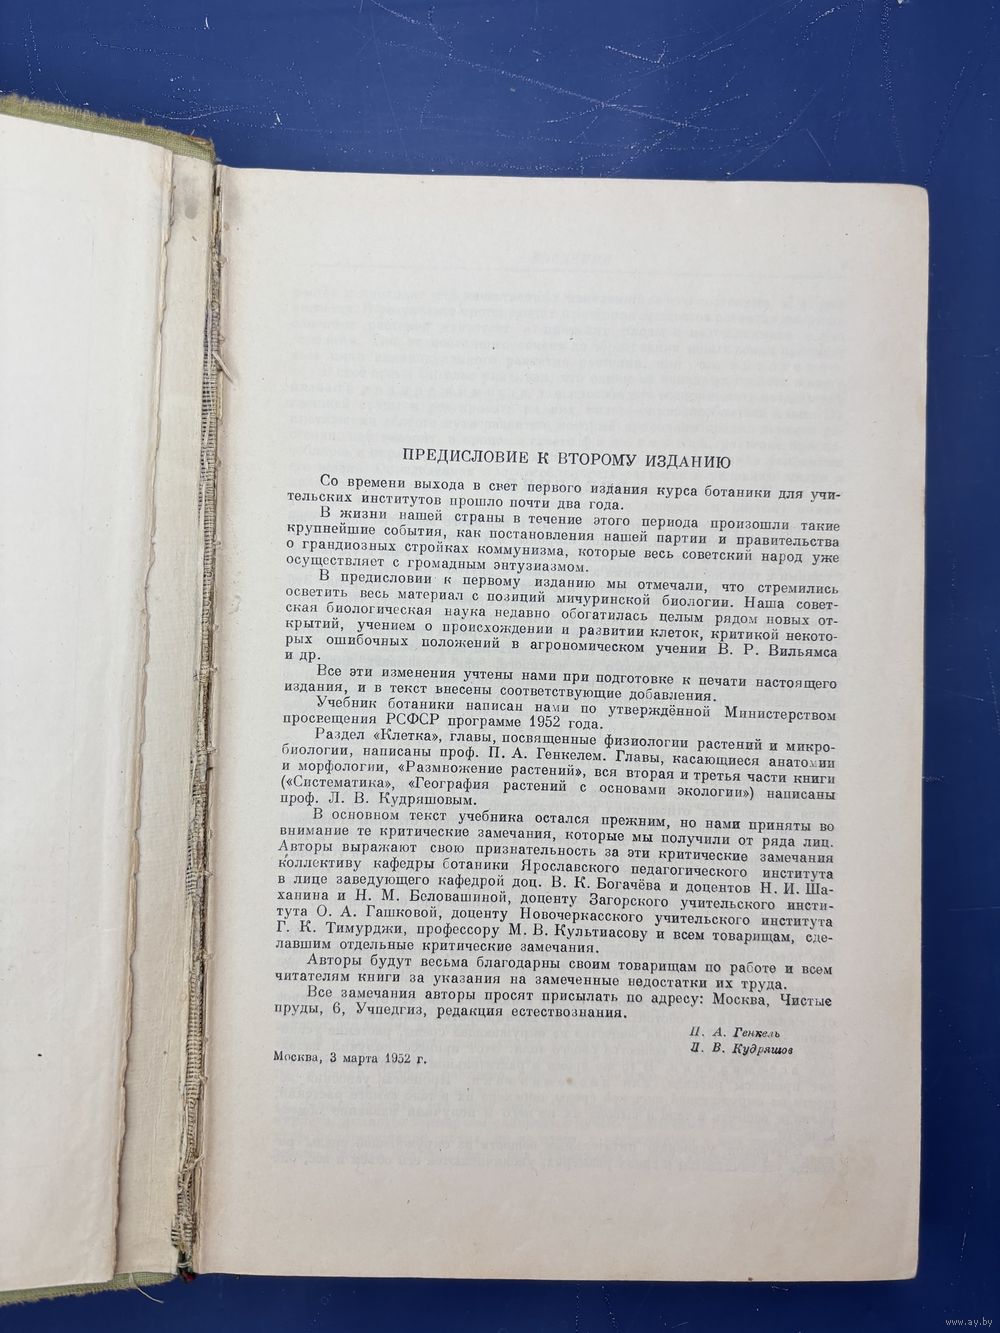 ПРЕДИСЛОВИЕ К ВТОРОМУ ИЗДАНИЮ
Со времени выхода в свет первого издания курса ботаники для учи-
тельских институтов прошло почти два года.
В жизни нашей страны в течение этого периода произошли такие
крупнейшие события, как постановления нашей партии и правительства
о грандиозных стройках коммунизма, которые весь советский народ уже
осуществляет с громадным энтузиазмом.
В предисловии к первому изданию мы отмечали, что стремились
осветить весь материал с позиций мичуринской биологии. Наша совет-
ская биологическая наука недавно обогатилась целым рядом новых от-
крытий, учением о происхождении и развитии клеток, критикой некото-
рых ошибочных положений в агрономическом учении В. Р. Вильямса
и др.
Все эти изменения учтены нами при подготовке к печати настоящего
издания, и в текст внесены соответствующие добавления.
Учебник ботаники написан нами по утверждённой Министерством
просвещения РСФСР программе 1952 года.
Раздел «Клетка», главы, посвященные физиологии растений и микро-
биологии, написаны проф. П. А. Генкелем. Главы, касающиеся анатомии
и морфологии, «Размножение растений», вся вторая и третья части книги
(«Систематика», «География растений с основами экологии») написаны
проф. Л. В. Кудряшовым.
В основном текст учебника остался прежним, но нами приняты во
внимание те критические замечания, которые мы получили от ряда лиц.
Авторы выражают свою признательность за эти критические замечания
коллективу кафедры ботаники Ярославского педагогического института
в лице заведующего кафедрой доц. В. К. Богачёва и доцентов Н. И. Ша-
ханина и Н. М. Беловашиной, доценту Загорского учительского инсти-
тута О. А. Гашковой, доценту Новочеркасского учительского института
Г. К. Тимурджи, профессору М. В. Культиасову и всем товарищам, сде-
лавшим отдельные критические замечания.
Авторы будут весьма благодарны своим товарищам по работе и всем
читателям книги за указания на замеченные недостатки их труда.
Все замечания авторы просят присылать по адресу: Москва, Чистые
пруды, 6, Учпедгиз, редакция естествознания.
П. А. Генкель
Л. В. Кудряшов
Москва, 3 марта 1952 г.
www.ay.by